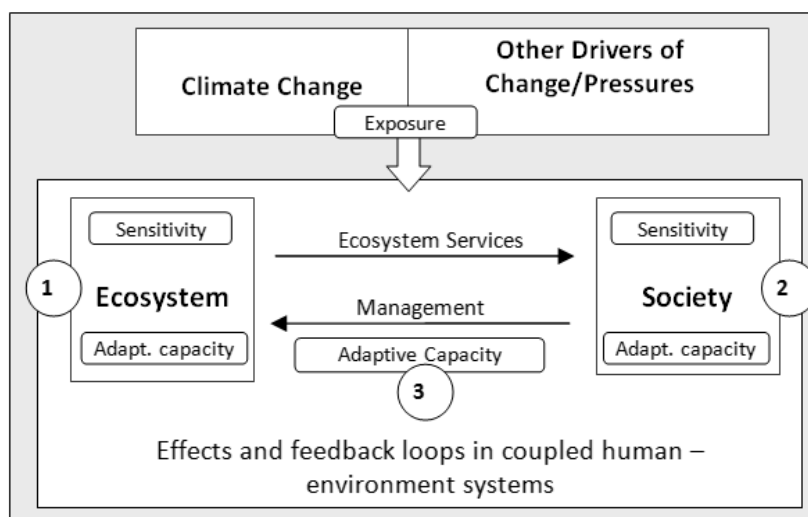 Climate Change
Other Drivers of
Change/Pressures
Exposure
Sensitivity
1
Ecosystem
Adapt. capacity
Ecosystem Services
Management
Adaptive Capacity
3
Sensitivity
Society
2
Adapt. capacity
Effects and feedback loops in coupled human –
environment systems